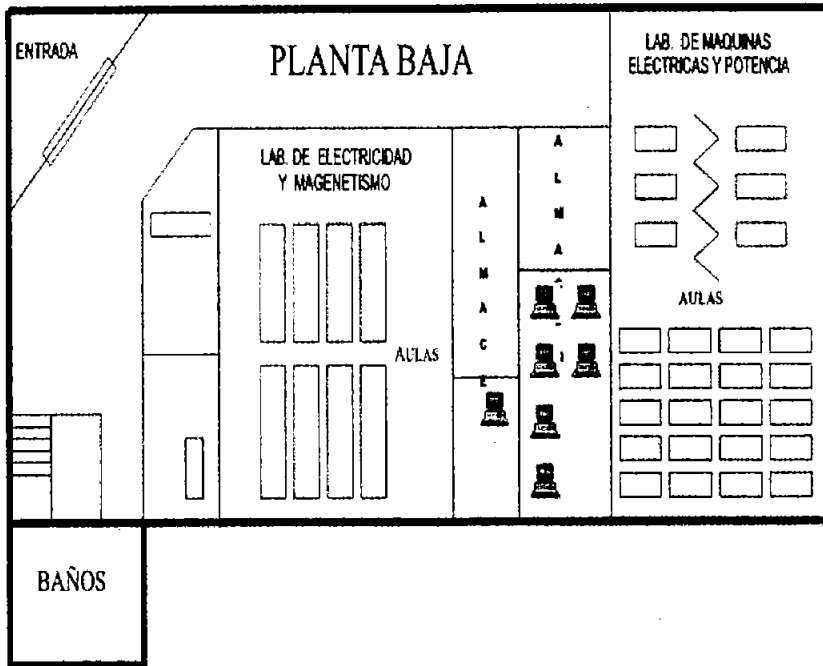 ENTRADA
PLANTA BAJA
LAB. DE MAQUINAS
ELECTRICAS Y POTENCIA
LAB. DE ELECTRICIDAD
Y MAGENETISMO
A
L
M
A
C
E
A
L
M
A
AULAS
AULAS
BAÑOS